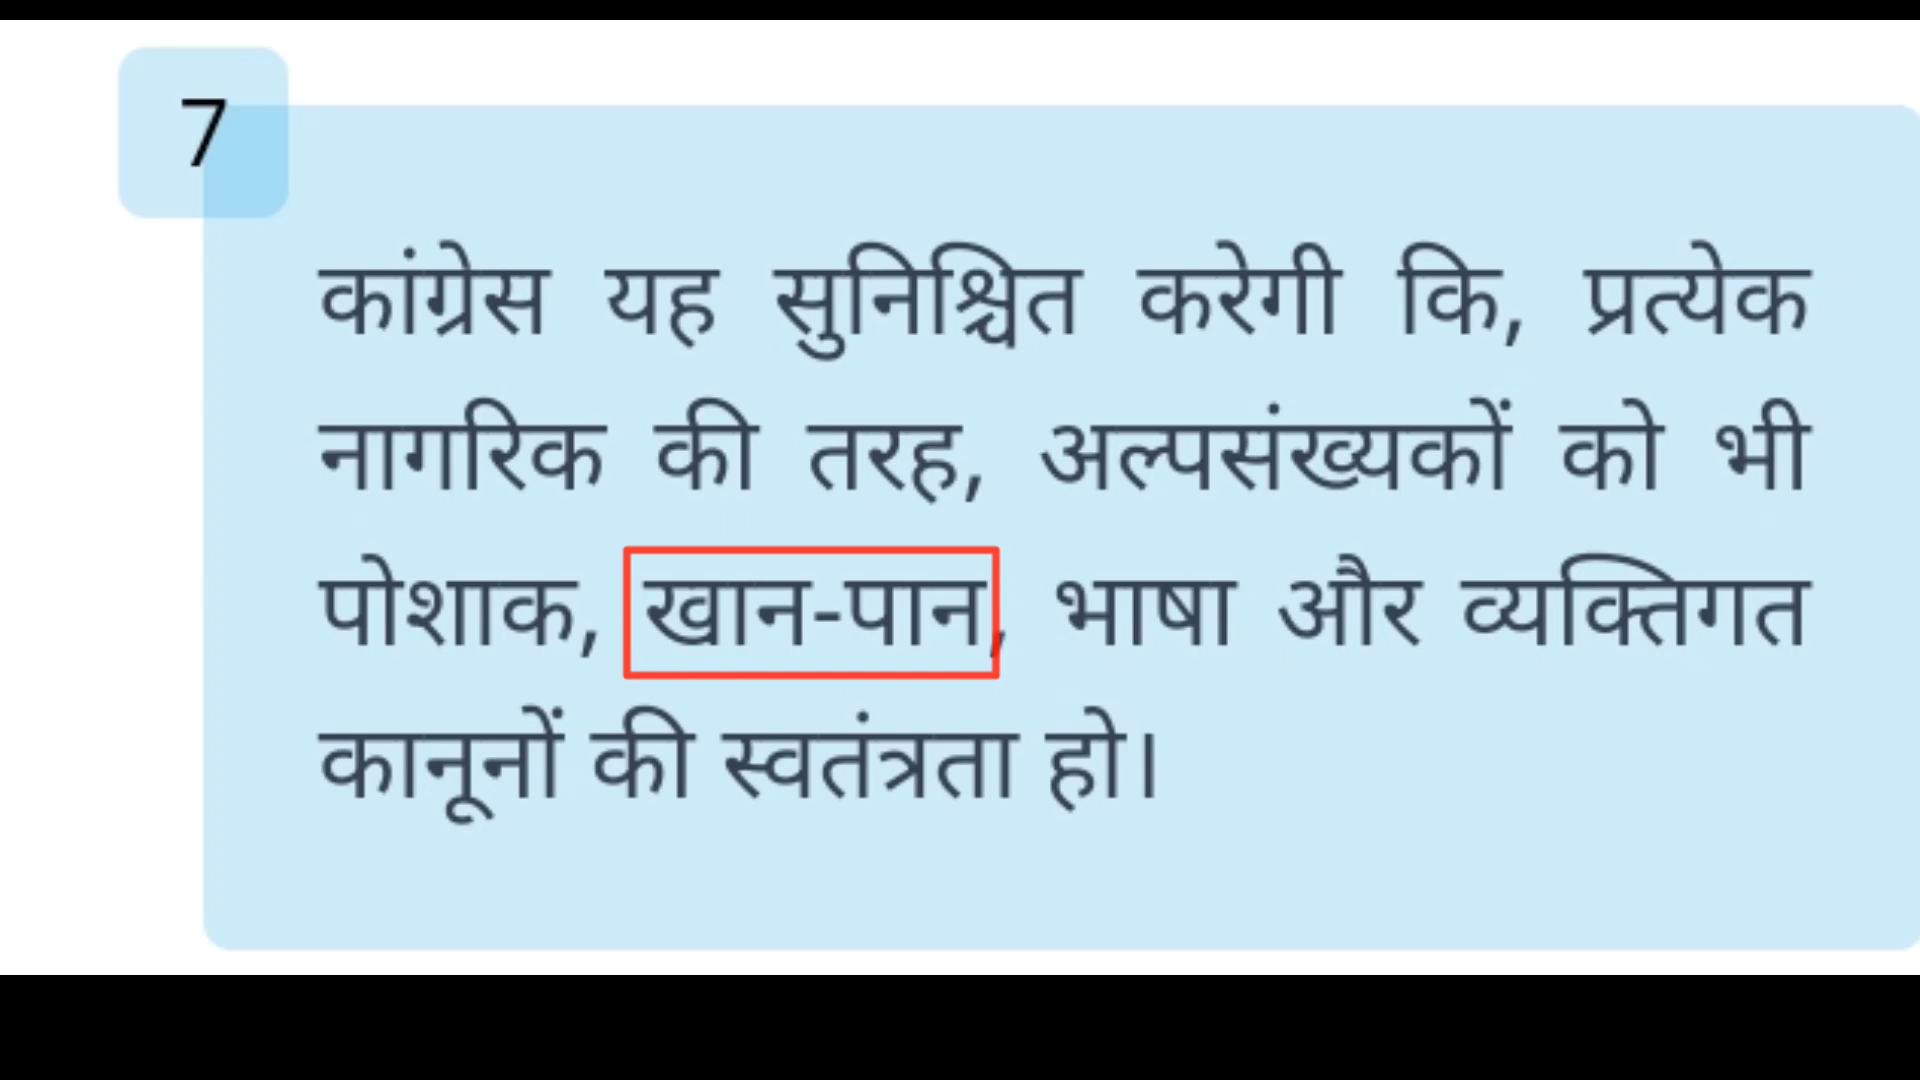 7
कांग्रेस यह सुनिश्चित करेगी कि, प्रत्येक
नागरिक की तरह, अल्पसंख्यकों को भी
पोशाक, खान-पान, भाषा और व्यक्तिगत
कानूनों की स्वतंत्रता हो।